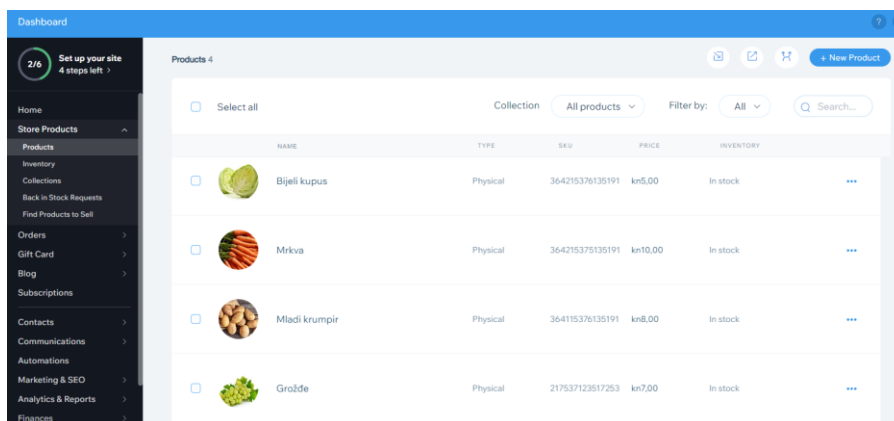 Dashboard
?
2/6
Set up your site
4 steps left >
Home
Store Products
Products
Inventory
Collections
Back in Stock Requests
Find Products to Sell
Orders
Gift Card
Blog
Subscriptions
Contacts
Communications
Automations
Marketing & SEO
Analytics & Reports
Finances
Products 4
+ New Product
Select all
Collection All products Filter by: All Search...
NAME TYPE SKU PRICE INVENTORY
Bijeli kupus Physical 364215376135191 kn5,00 In stock
Mrkva Physical 364215375135191 kn10,00 In stock
Mladi krumpir Physical 364115376135191 kn8,00 In stock
Grožđe Physical 217537123517253 kn7,00 In stock